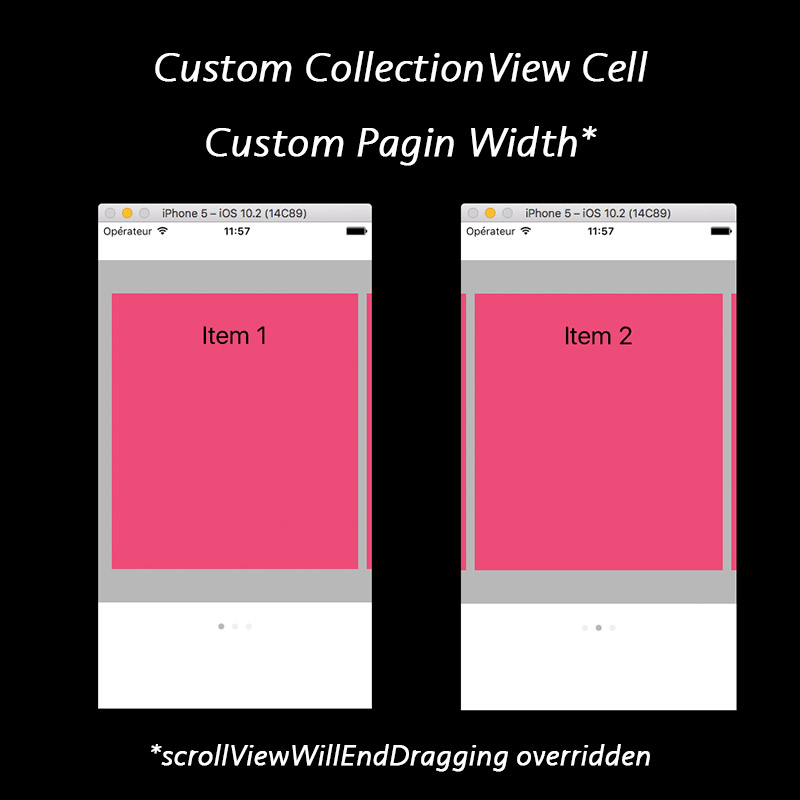 Custom CollectionView Cell
Custom Pagin Width*
iPhone 5 – iOS 10.2 (14C89)
Opérateur 11:57
Item 1
iPhone 5 – iOS 10.2 (14C89)
Opérateur 11:57
Item 2
*scrollViewWillEndDragging overridden